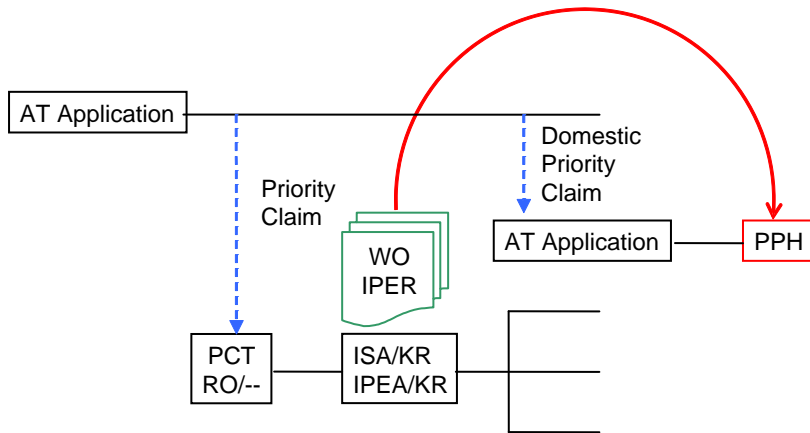 AT Application
Priority
Claim
Domestic
Priority
Claim
WO
IPER
AT Application
PPH
PCT
RO/--
ISA/KR
IPEA/KR